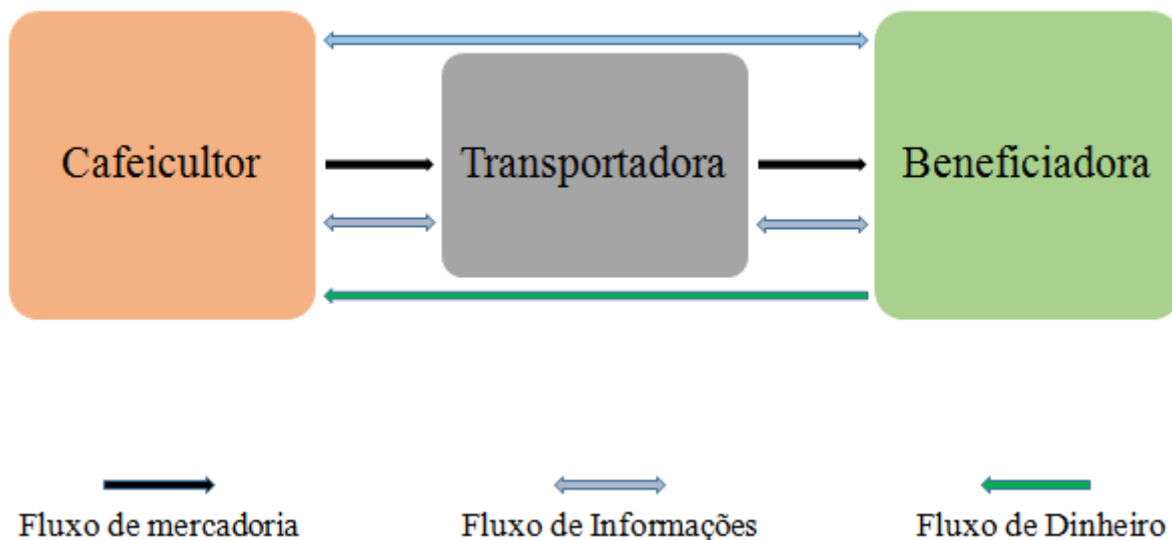 Cafeicultor
Transportadora
Beneficiadora
Fluxo de mercadoria
Fluxo de Informações
Fluxo de Dinheiro